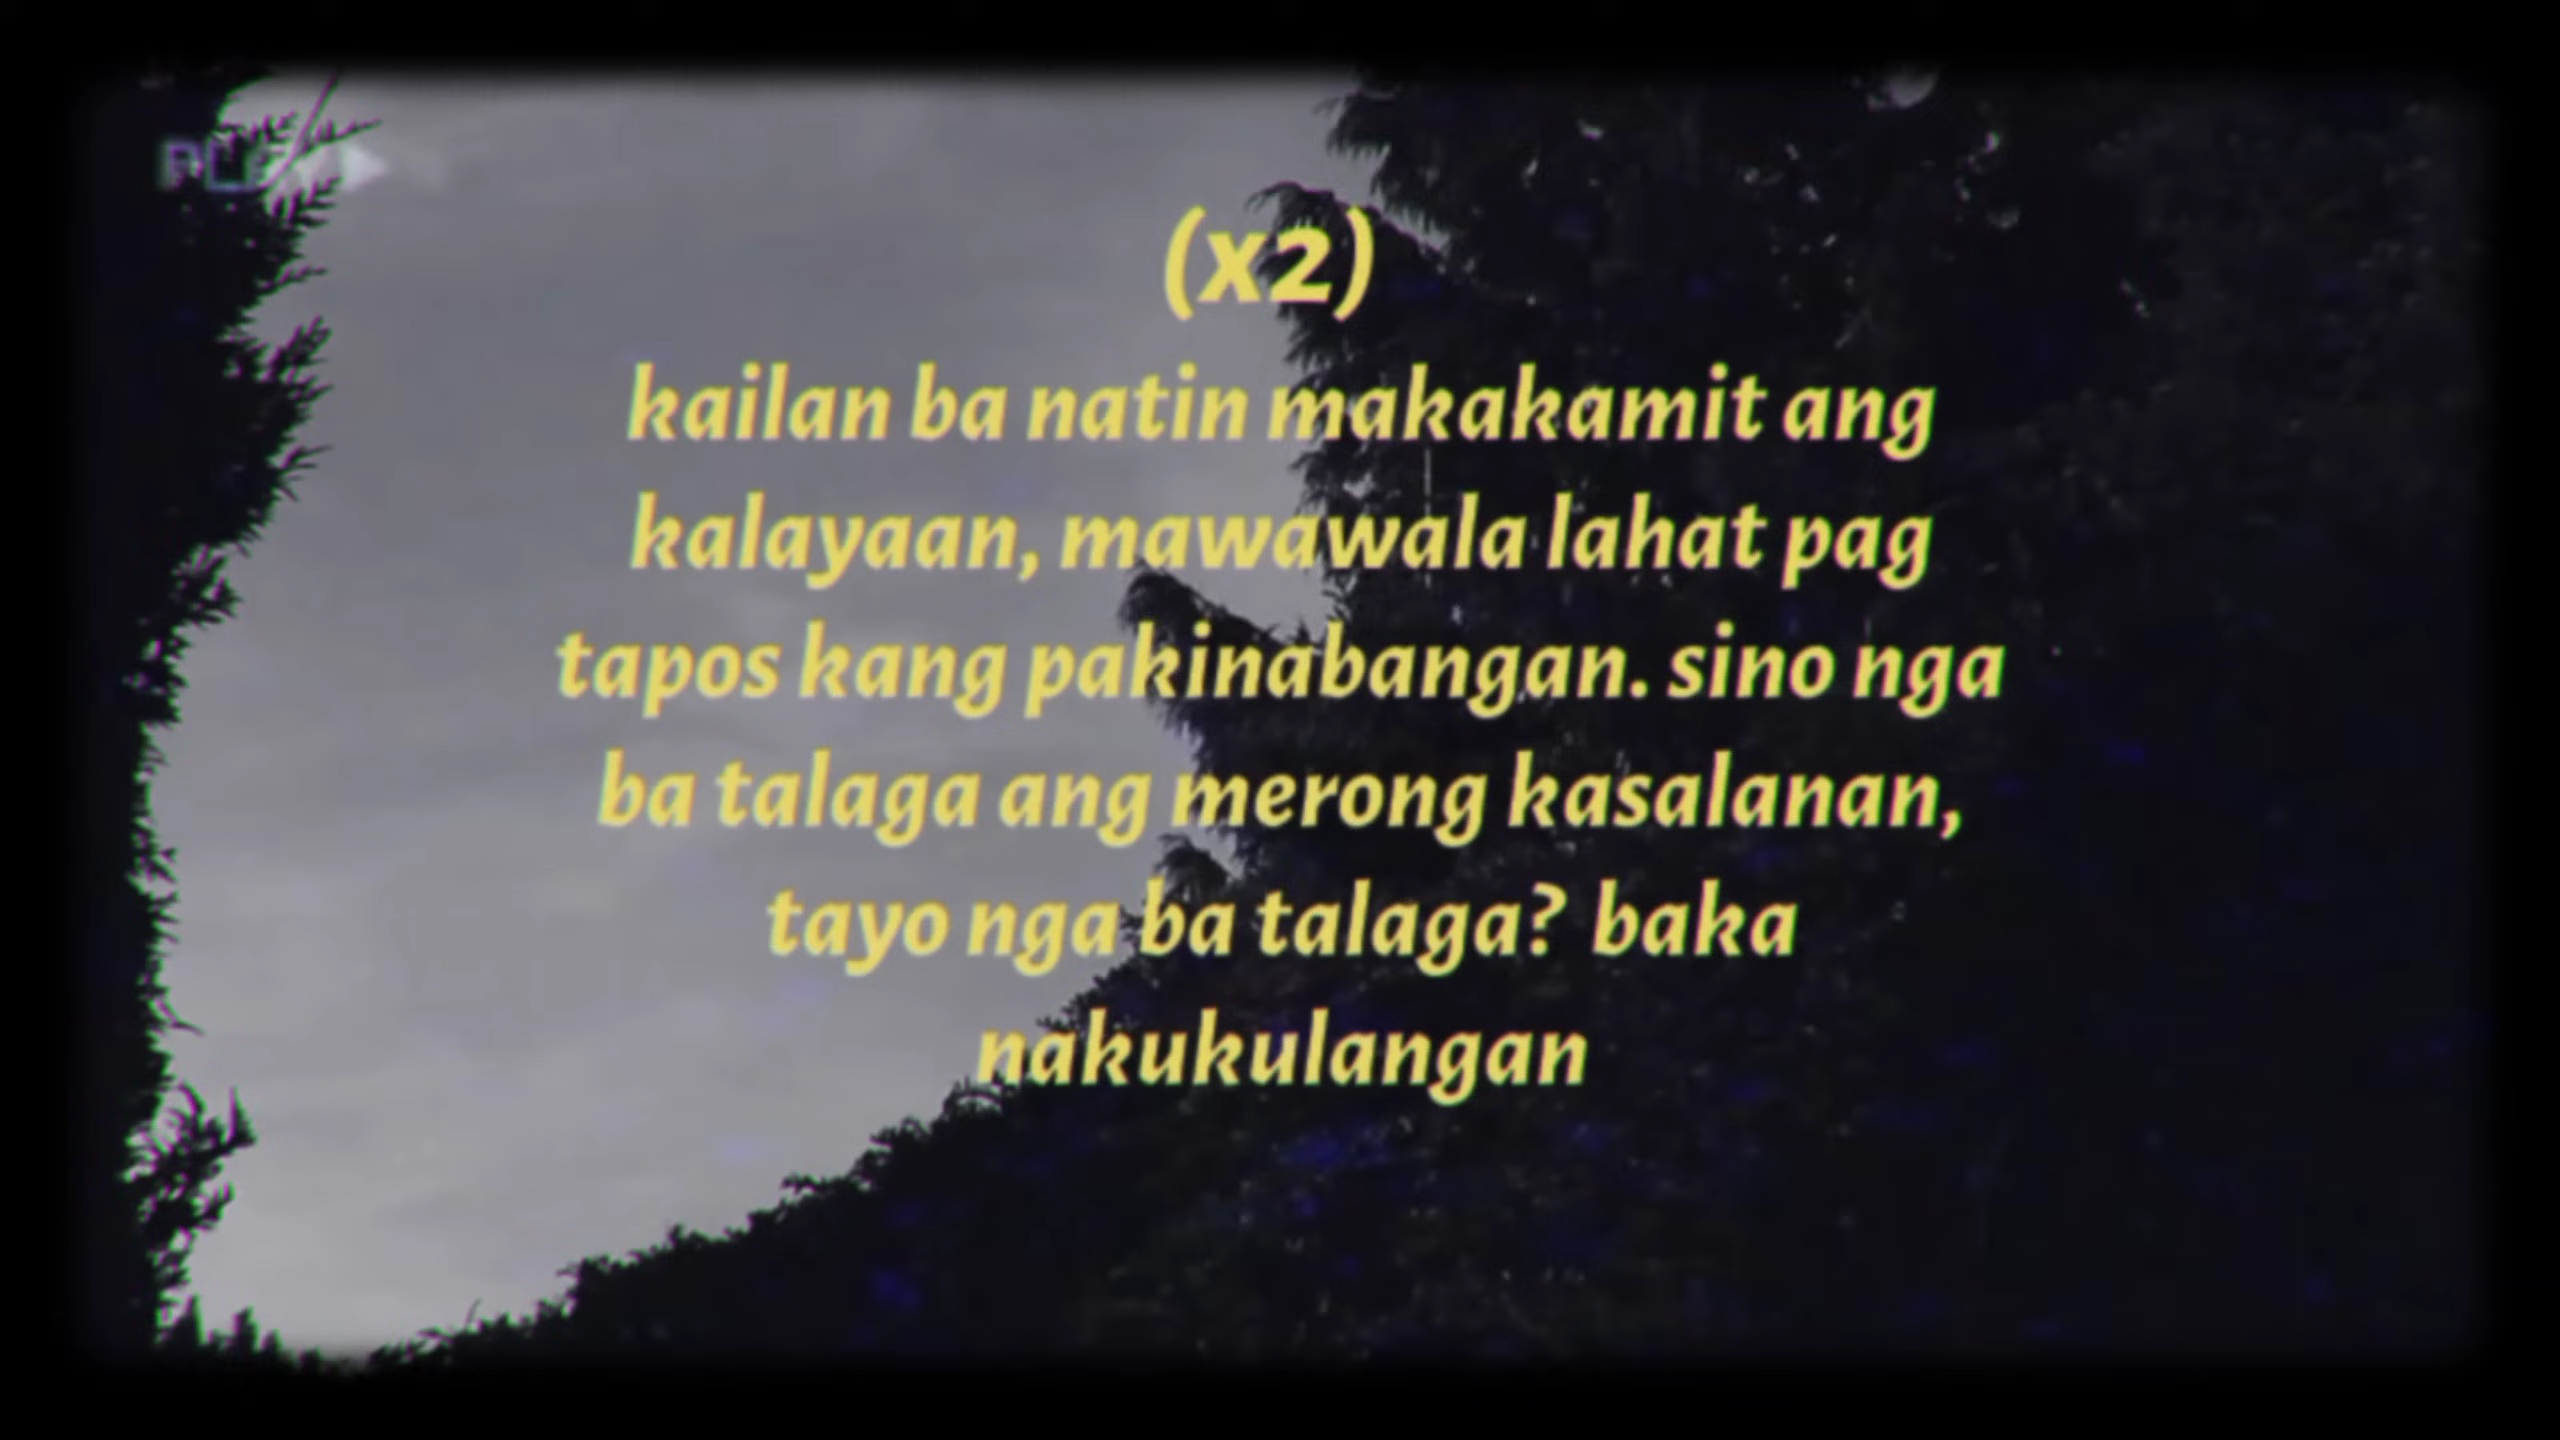 (x2)
kailan ba natin makakamit ang
kalayaan, mawawala lahat pag
tapos kang pakinabangan. sino nga
ba talaga ang merong kasalanan,
tayo nga ba talaga? baka
nakukulangan